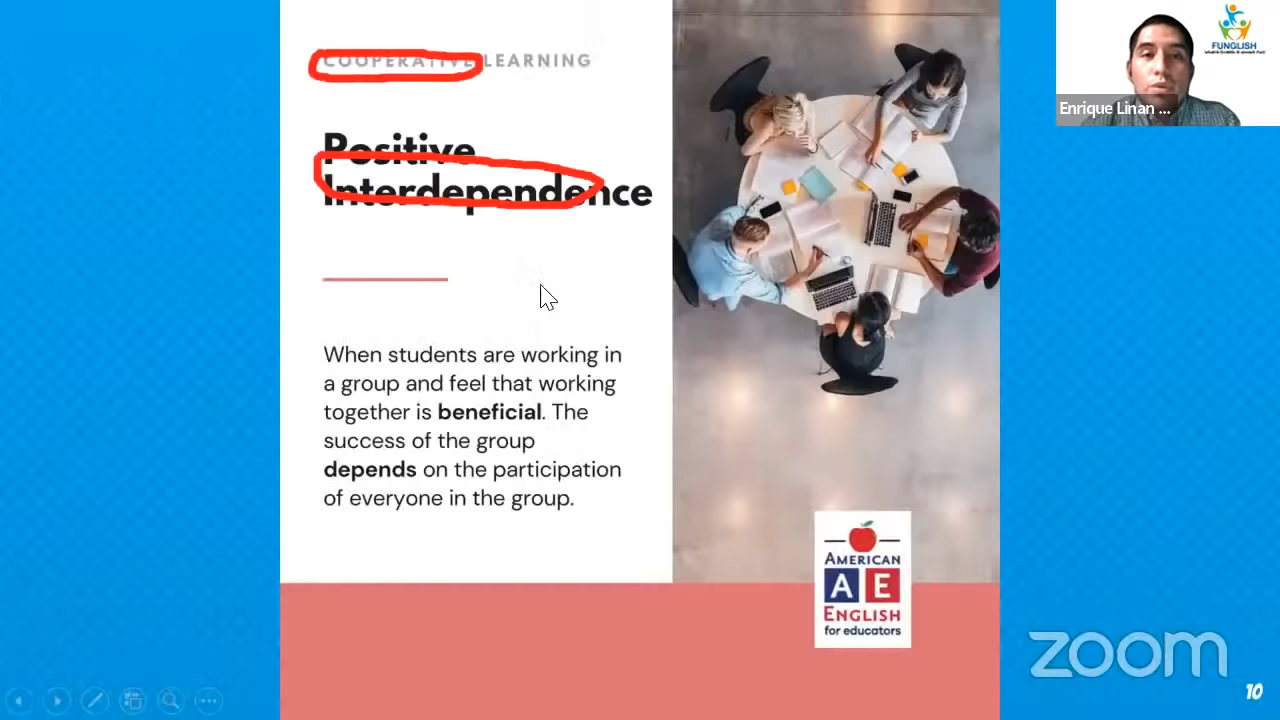 COOPERATIVE LEARNING
Positive
Interdependence
When students are working in
a group and feel that working
together is beneficial. The
success of the group
depends on the participation
of everyone in the group.
AMERICAN
A E
ENGLISH
for educators
FUNGLISH
Enrique Linan ...
zoom
10